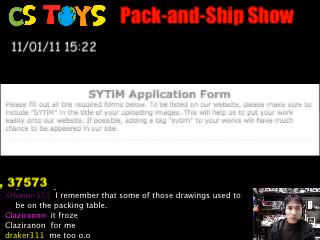 CS TOYS Pack-and-Ship Show
11/01/11 15:22
SYTiM Application Form
Please fill out all the required forms below. To be listed on our website, please make sure to
include "SYTiM" in the title of your uploading images. This will help us to put your work
easily onto our website. If possible, adding a tag "sytim" to your works will have much
chance to be appeared in our site.
, 37573
I remember that some of those drawings used to
be on the packing table.
Claziranon it froze
Claziranon for me
draker311 me too o.o